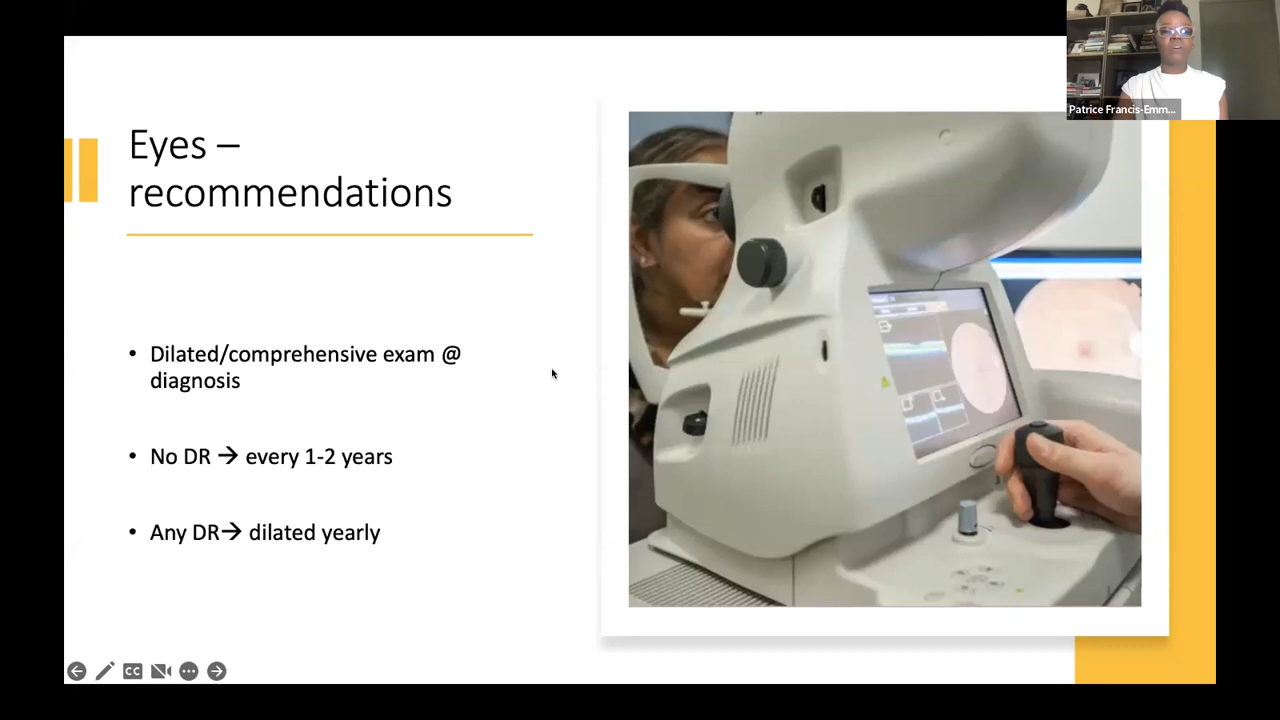 Patrice Francis-Emm...
Eyes –
recommendations
• Dilated/comprehensive exam @
diagnosis
• No DR → every 1-2 years
• Any DR→ dilated yearly
CC